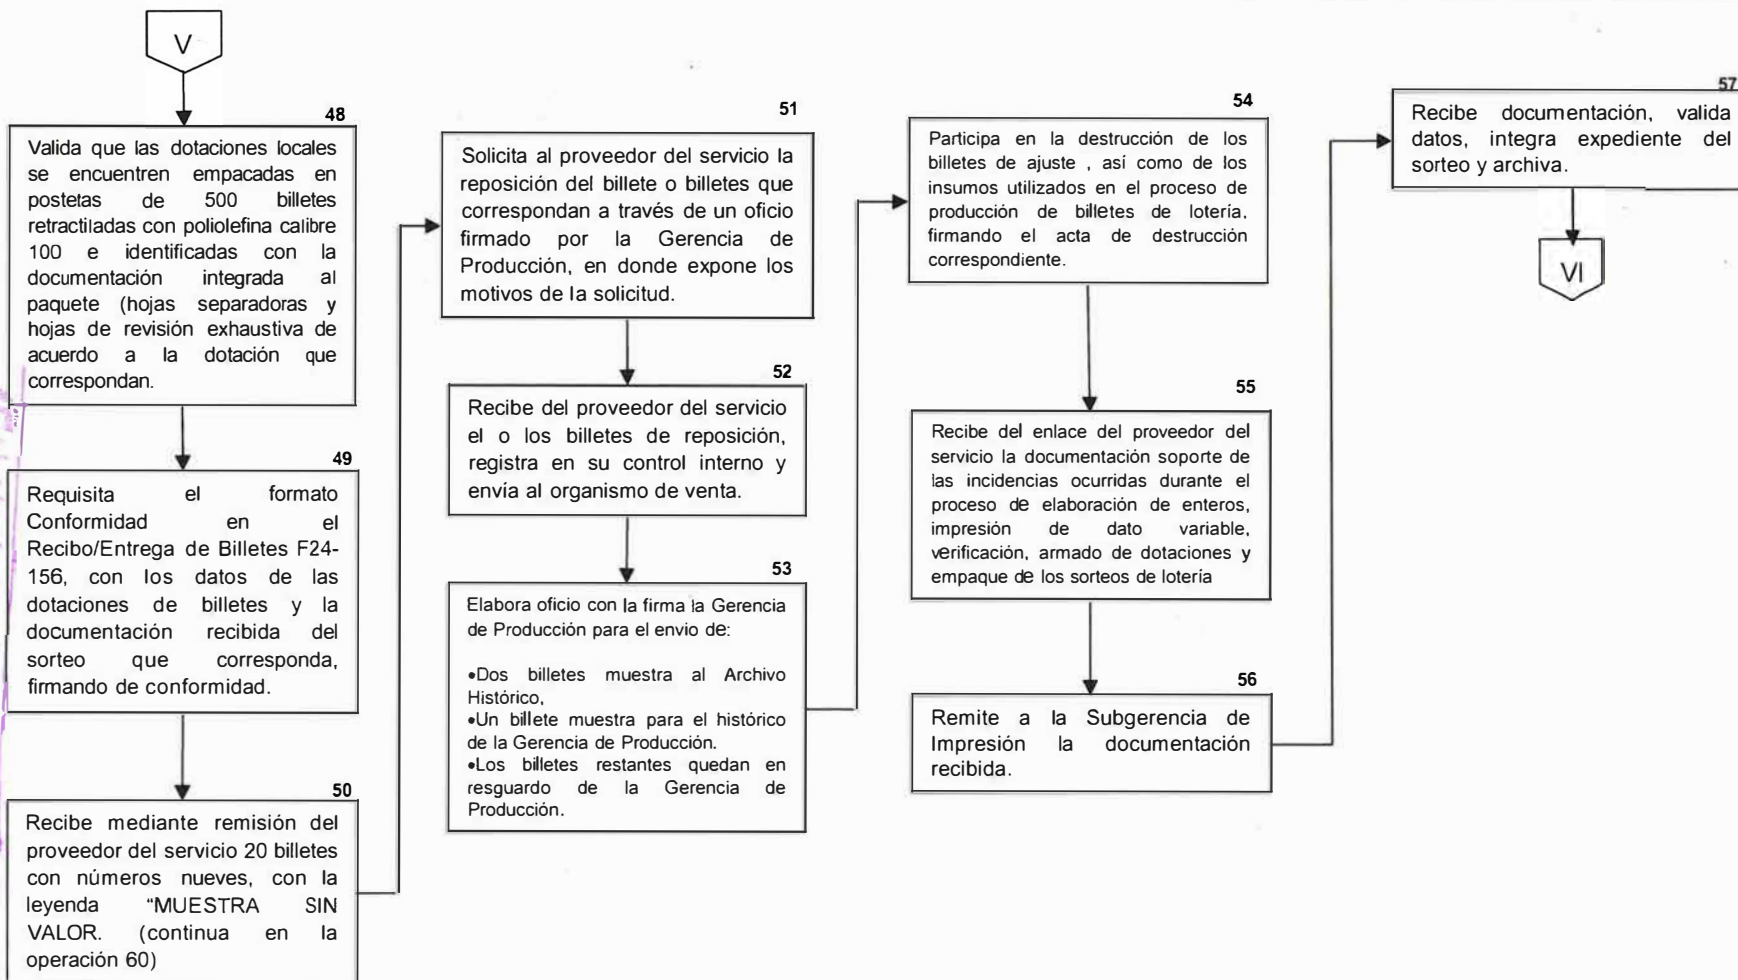 V
48
Valida que las dotaciones locales
se encuentren empacadas en
postetas de 500 billetes
retractiladas con poliolefina calibre
100 e identificadas con la
documentación integrada al
paquete (hojas separadoras y
hojas de revisión exhaustiva de
acuerdo a la dotación que
correspondan.
49
Requisita el formato
Conformidad en el
Recibo/Entrega de Billetes F24-
156, con los datos de las
dotaciones de billetes y la
documentación recibida del
sorteo que corresponda,
firmando de conformidad.
50
Recibe mediante remisión del
proveedor del servicio 20 billetes
con números nueves, con la
leyenda “MUESTRA SIN
VALOR. (continua en la
operación 60)
51
Solicita al proveedor del servicio la
reposición del billete o billetes que
correspondan a través de un oficio
firmado por la Gerencia de
Producción, en donde expone los
motivos de la solicitud.
52
Recibe del proveedor del servicio
el o los billetes de reposición,
registra en su control interno y
envía al organismo de venta.
53
Elabora oficio con la firma la Gerencia
de Producción para el envio de:
•Dos billetes muestra al Archivo
Histórico,
•Un billete muestra para el histórico
de la Gerencia de Producción.
•Los billetes restantes quedan en
resguardo de la Gerencia de
Producción.
54
Participa en la destrucción de los
billetes de ajuste , así como de los
insumos utilizados en el proceso de
producción de billetes de lotería,
firmando el acta de destrucción
correspondiente.
55
Recibe del enlace del proveedor del
servicio la documentación soporte de
las incidencias ocurridas durante el
proceso de elaboración de enteros,
impresión de dato variable,
verificación, armado de dotaciones y
empaque de los sorteos de lotería
56
Remite a la Subgerencia de
Impresión la documentación
recibida.
57
Recibe documentación, valida
datos, integra expediente del
sorteo y archiva.
VI